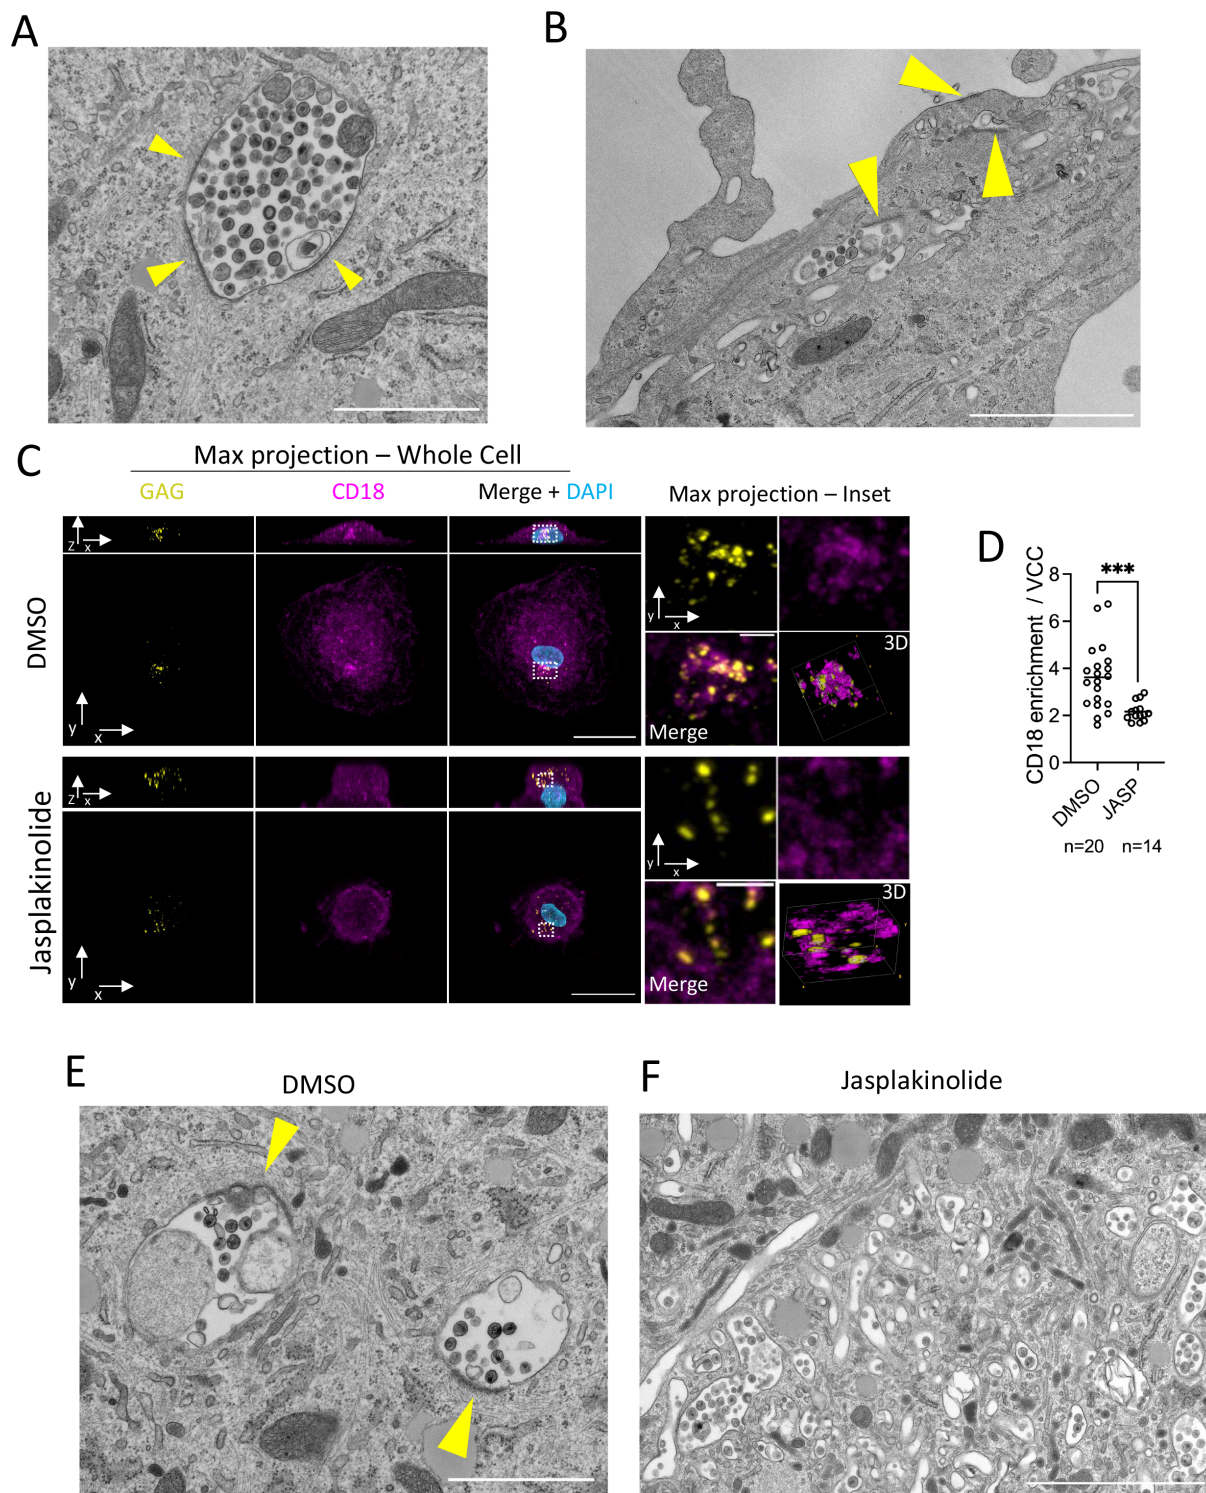 A
B
C
Max projection – Whole Cell
GAG
CD18
Merge + DAPI
Max projection – Inset
DMSO
z
x
y
x
y
x
Merge
3D
Jasplakinolide
z
x
y
x
y
x
Merge
3D
D
CD18 enrichment / VCC
***
8
6
4
2
0
DMSO
JASP
n=20
n=14
E
DMSO
F
Jasplakinolide